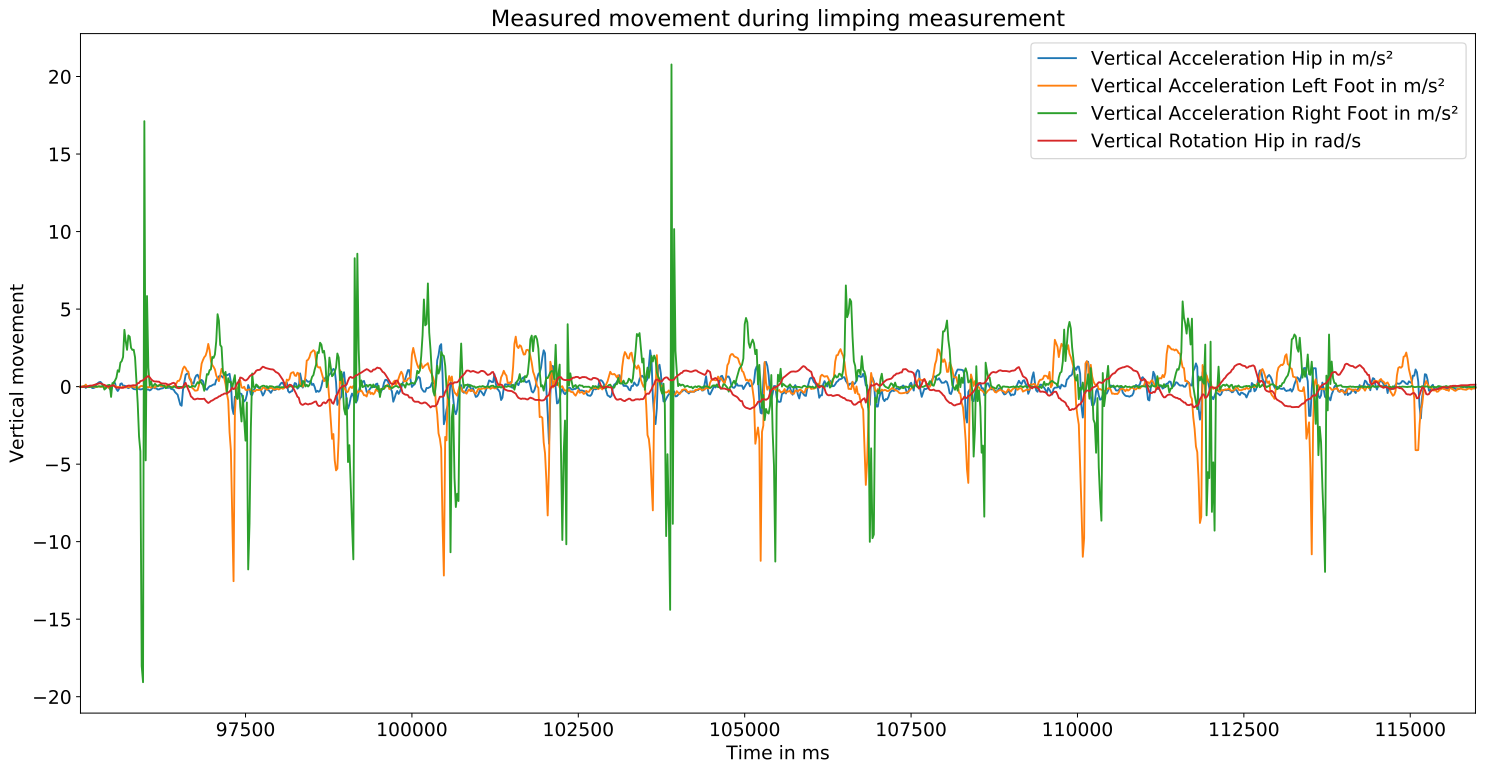 Measured movement during limping measurement
Vertical Acceleration Hip in m/s²
Vertical Acceleration Left Foot in m/s²
Vertical Acceleration Right Foot in m/s²
Vertical Rotation Hip in rad/s
Vertical movement
20
15
10
5
0
−5
−10
−15
−20
97500 100000 102500 105000 107500 110000 112500 115000
Time in ms